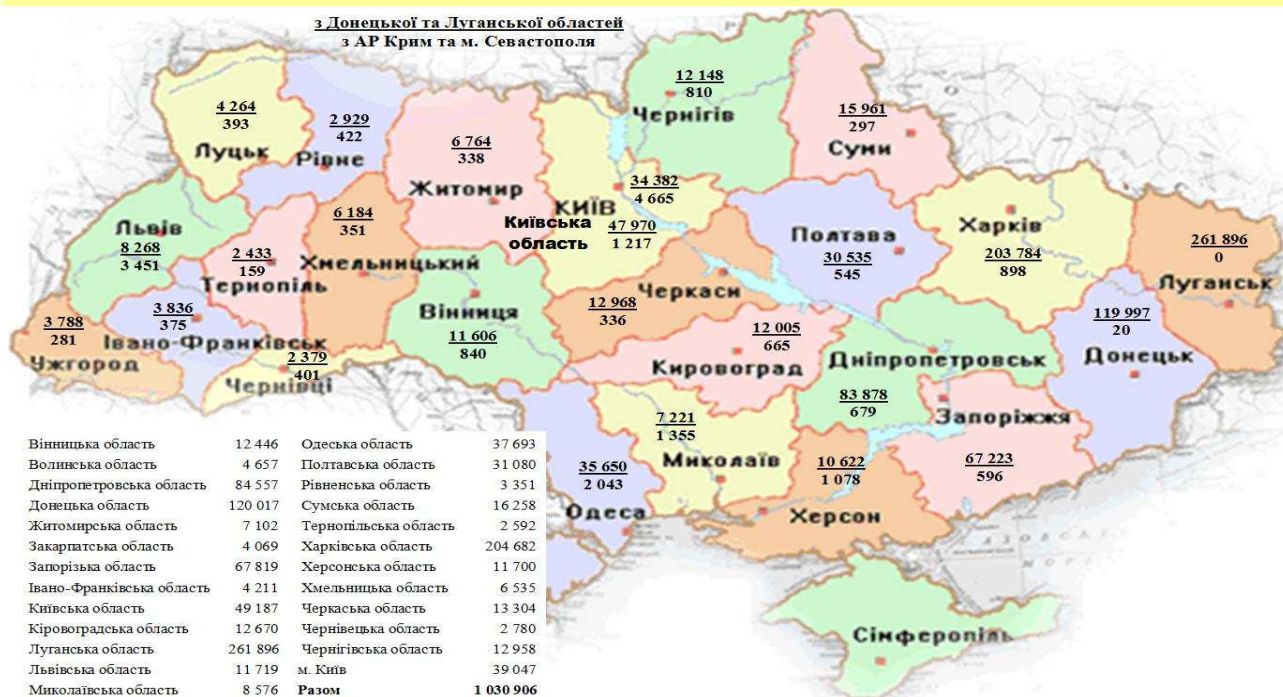 з Донецької та Луганської областей
з АР Крим та м. Севастополя
12 148
810
Чернігів
15 961
297
Суми
4 264
393
Луцьк
2 929
422
Рівне
6 764
338
Житомир
34 382
4 665
КИЇВ
Київська
область
47 970
1 217
Львів
8 268
3 451
2 433
159
Тернопіль
6 184
351
Хмельницький
Полтава
30 535
545
Харків
203 784
898
261 896
0
Луганськ
3 788
281
Ужгород
3 836
375
Івано-Франківськ
2 379
401
Чернівці
Вінниця
11 606
840
12 968
336
Черкаси
12 005
665
Кировоград
Дніпропетровськ
83 878
679
119 997
20
Донецьк
Запоріжжя
67 223
596
7 221
1 355
Миколаїв
35 650
2 043
Одеса
10 622
1 078
Херсон
Сімферопіль
Вінницька область 12 446 Одеська область 37 693
Волинська область 4 657 Полтавська область 31 080
Дніпропетровська область 84 557 Рівненська область 3 351
Донецька область 120 017 Сумська область 16 258
Житомирська область 7 102 Тернопільська область 2 592
Закарпатська область 4 069 Харківська область 204 682
Запорізька область 67 819 Херсонська область 11 700
Івано-Франківська область 4 211 Хмельницька область 6 535
Київська область 49 187 Черкаська область 13 304
Кіровоградська область 12 670 Чернівецька область 2 780
Луганська область 261 896 Чернігівська область 12 958
Львівська область 11 719 м. Київ 39 047
Миколаївська область 8 576 Разом 1 030 906